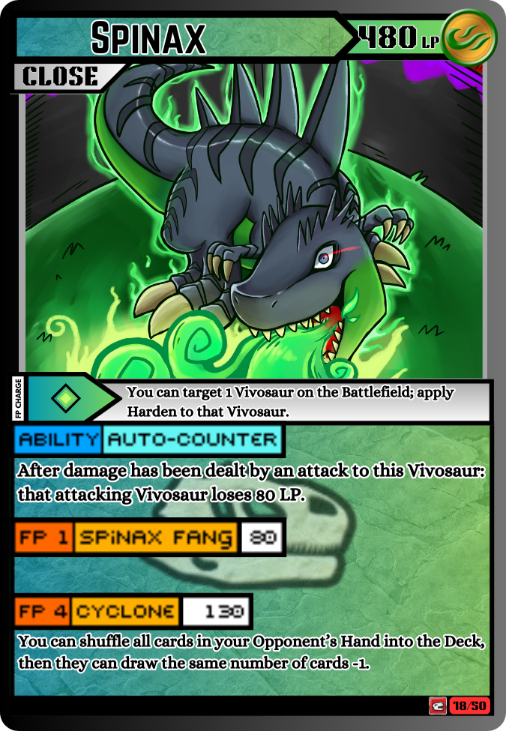 SPINAX
480 LP
CLOSE
FP CHARGE
You can target 1 Vivosaur on the Battlefield; apply
Harden to that Vivosaur.
ABILITY AUTO-COUNTER
After damage has been dealt by an attack to this Vivosaur:
that attacking Vivosaur loses 80 LP.
FP 1 SPiNAX FANG 80
FP 4 CYCLONE 130
You can shuffle all cards in your Opponent's Hand into the Deck,
then they can draw the same number of cards -1.
18/50